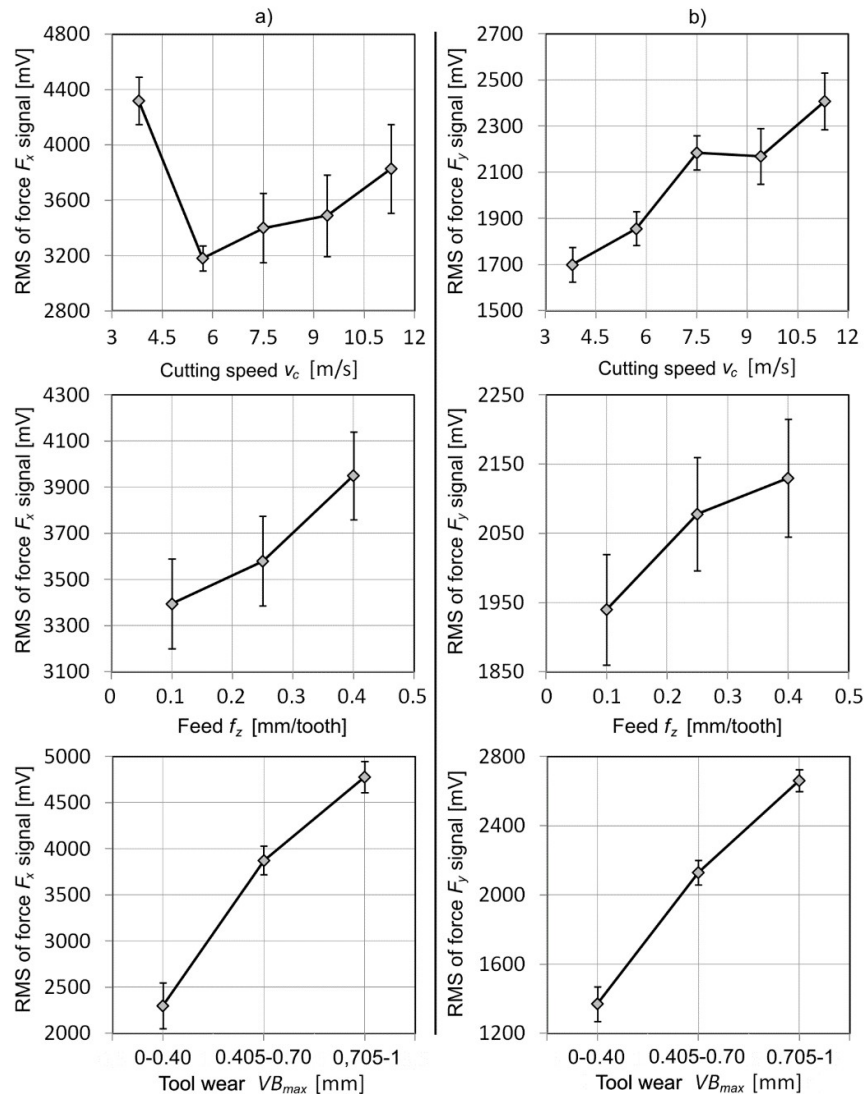 a)
RMS of force Fx signal [mV]
4800
4400
4000
3600
3200
2800
3 4.5 6 7.5 9 10.5 12
Cutting speed vc [m/s]
b)
RMS of force Fy signal [mV]
2700
2500
2300
2100
1900
1700
1500
3 4.5 6 7.5 9 10.5 12
Cutting speed vc [m/s]
RMS of force Fx signal [mV]
4300
4100
3900
3700
3500
3300
3100
0 0.1 0.2 0.3 0.4 0.5
Feed fz [mm/tooth]
RMS of force Fy signal [mV]
2250
2150
2050
1950
1850
0 0.1 0.2 0.3 0.4 0.5
Feed fz [mm/tooth]
RMS of force Fx signal [mV]
5000
4500
4000
3500
3000
2500
2000
0-0.40 0.405-0.70 0,705-1
Tool wear VBmax [mm]
RMS of force Fy signal [mV]
2800
2400
2000
1600
1200
0-0.40 0.405-0.70 0.705-1
Tool wear VBmax [mm]